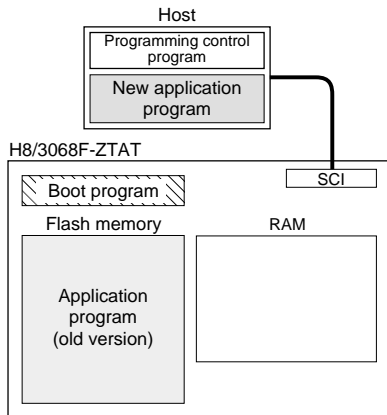 Host
Programming control
program
New application
program
H8/3068F-ZTAT
SCI
Boot program
Flash memory
RAM
Application
program
(old version)